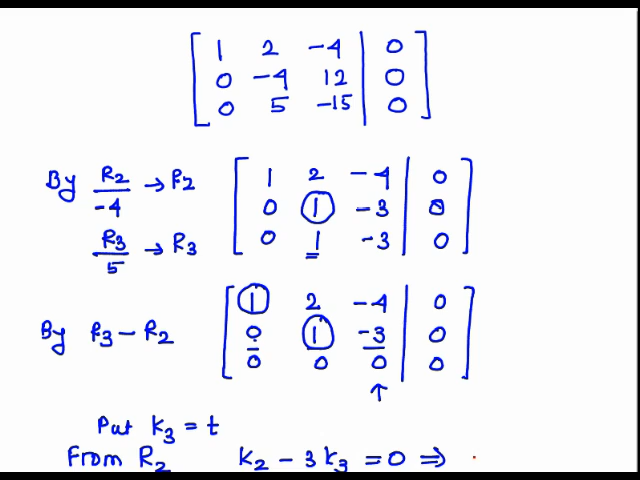 1 2 -4 | 0
0 -4 12 | 0
0 5 -15 | 0
By R2/-4 → R2 1 2 -4 | 0
0 1 -3 | 0
R3/5 → R3 0 1 -3 | 0
1 2 -4 | 0
By R3 - R2 0 1 -3 | 0
0 0 0 | 0
↑
Put k3 = t
From R2 k2 - 3k3 = 0 ⇒